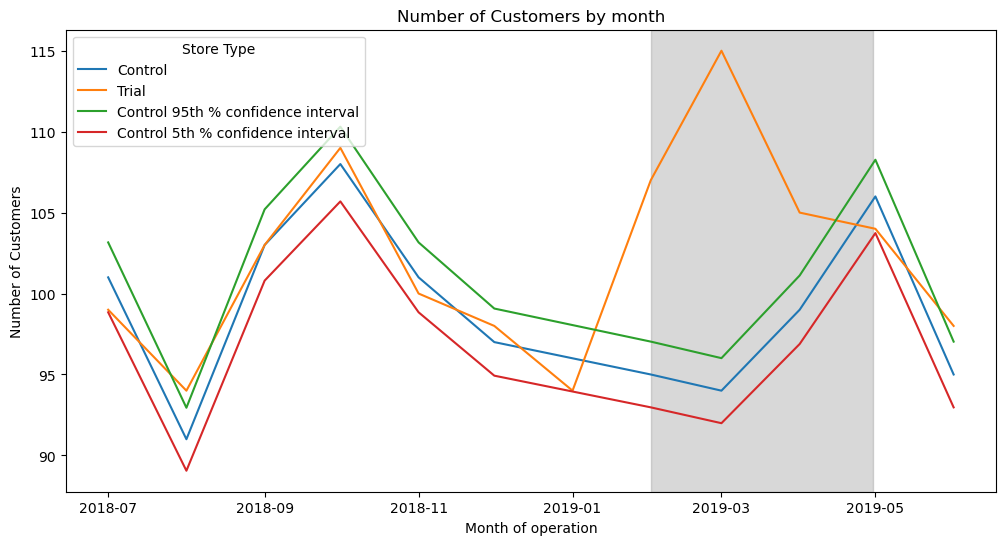 Number of Customers by month
Store Type
Control
Trial
Control 95th % confidence interval
Control 5th % confidence interval
Number of Customers
115
110
105
100
95
90
2018-07
2018-09
2018-11
2019-01
2019-03
2019-05
Month of operation